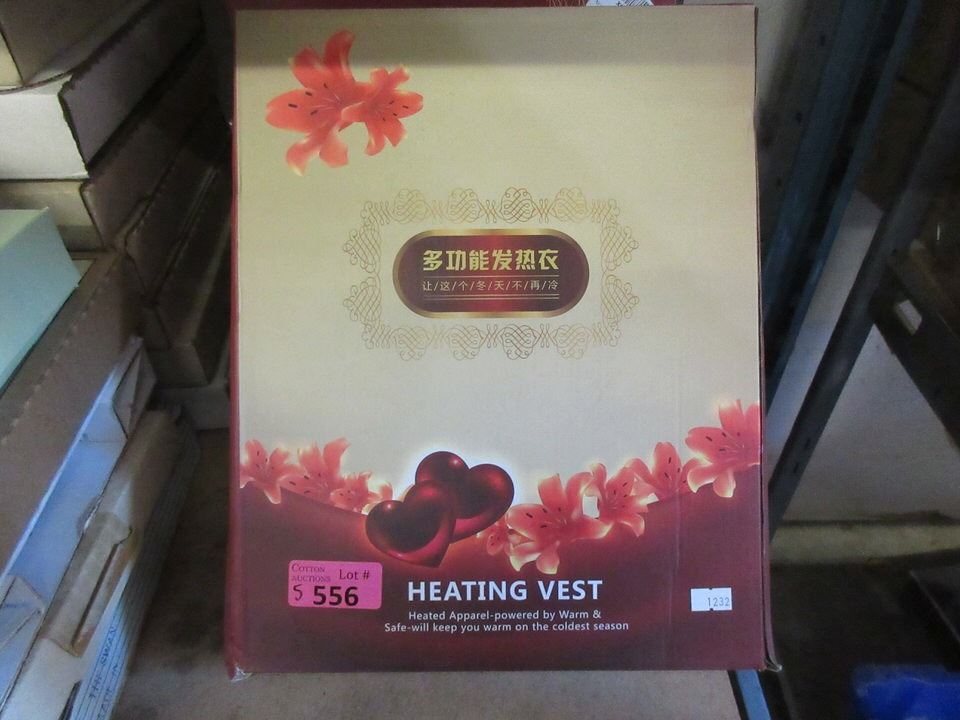 多功能发热衣
让/这/个/冬/天/不/再/冷
COTTON
AUCTIONS Lot #
5 556
HEATING VEST
Heated Apparel-powered by Warm &
Safe-will keep you warm on the coldest season
1232